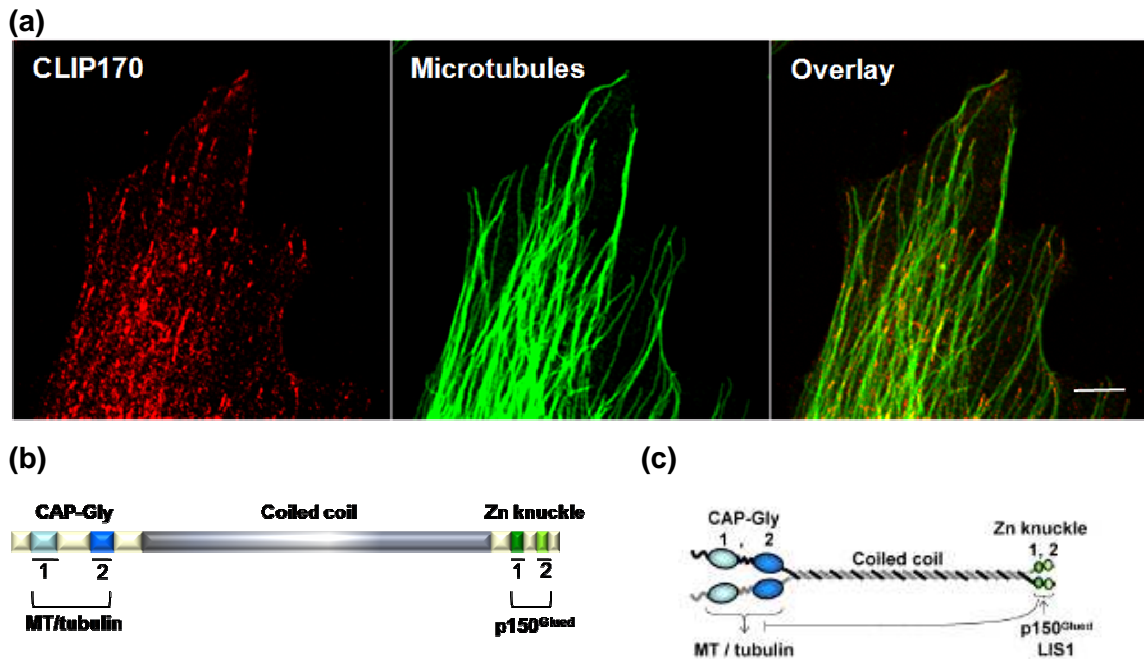 (a)
CLIP170 Microtubules Overlay
(b)
CAP-Gly Coiled coil Zn knuckle
1 2 1 2
MT/tubulin p150Glued
(c)
CAP-Gly
1 , 2
Coiled coil
Zn knuckle
1, 2
MT / tubulin
p150Glued
LIS1